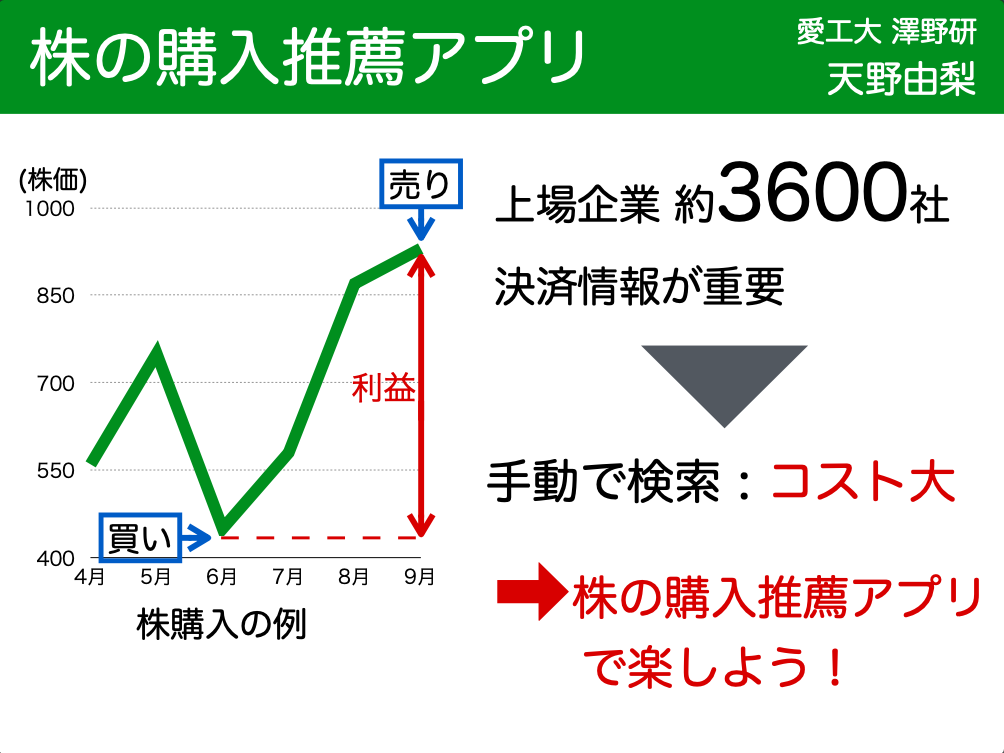 株の購入推薦アプリ
愛工大 澤野研
天野由梨
(株価)
1000
850
700
550
400
4月 5月 6月 7月 8月 9月
売り
利益
買い
株購入の例
上場企業 約3600社
決済情報が重要
手動で検索：コスト大
株の購入推薦アプリ
で楽しよう！